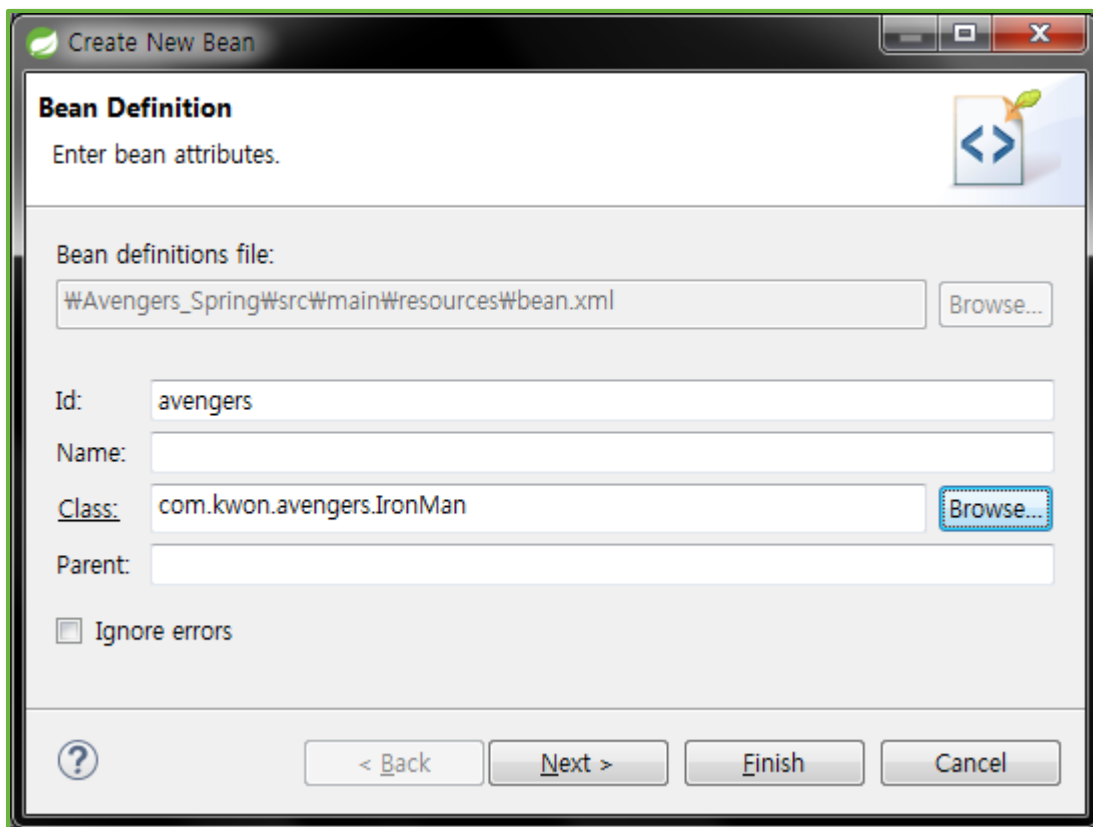 Create New Bean
Bean Definition
Enter bean attributes.
Bean definitions file:
₩Avengers_Spring₩src₩main₩resources₩bean.xml Browse...
Id: avengers
Name:
Class: com.kwon.avengers.IronMan Browse...
Parent:
Ignore errors
< Back Next > Finish Cancel